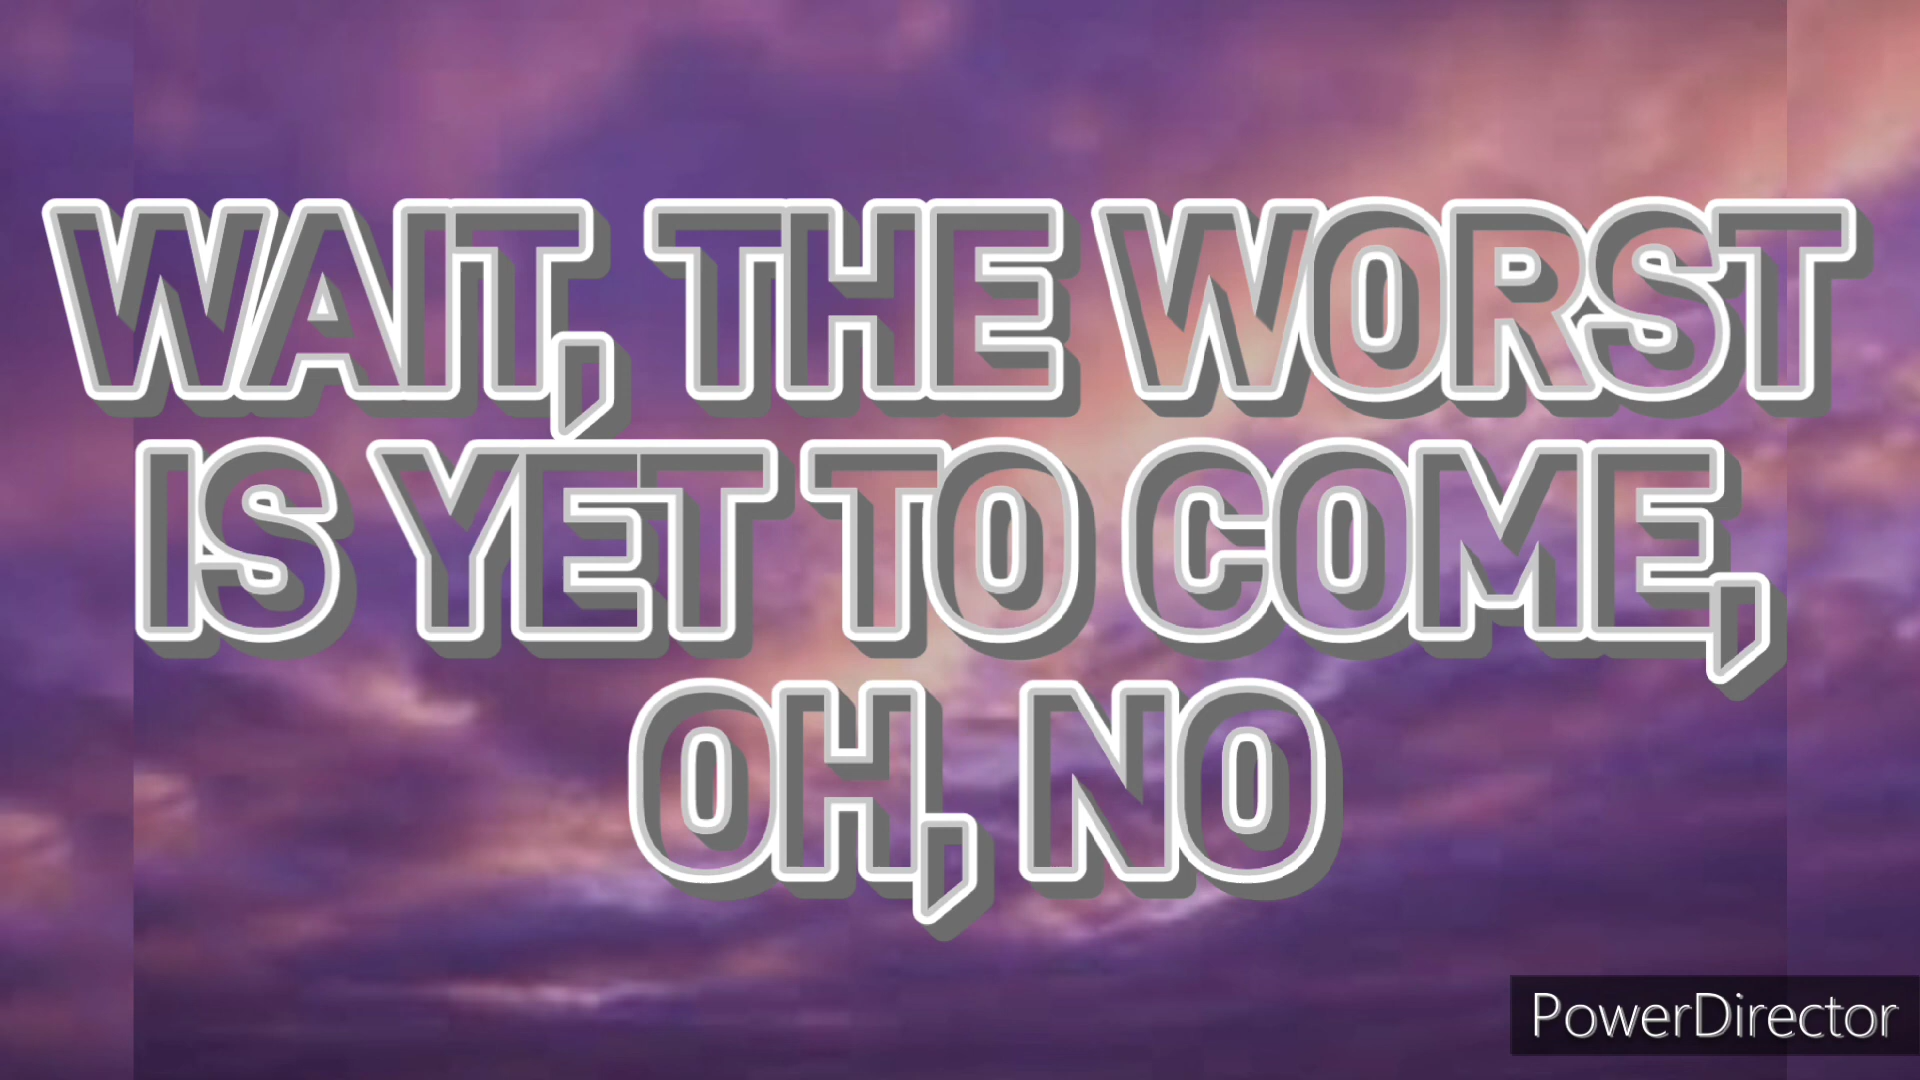 WAIT, THE WORST
IS YET TO COME,
OH, NO
PowerDirector